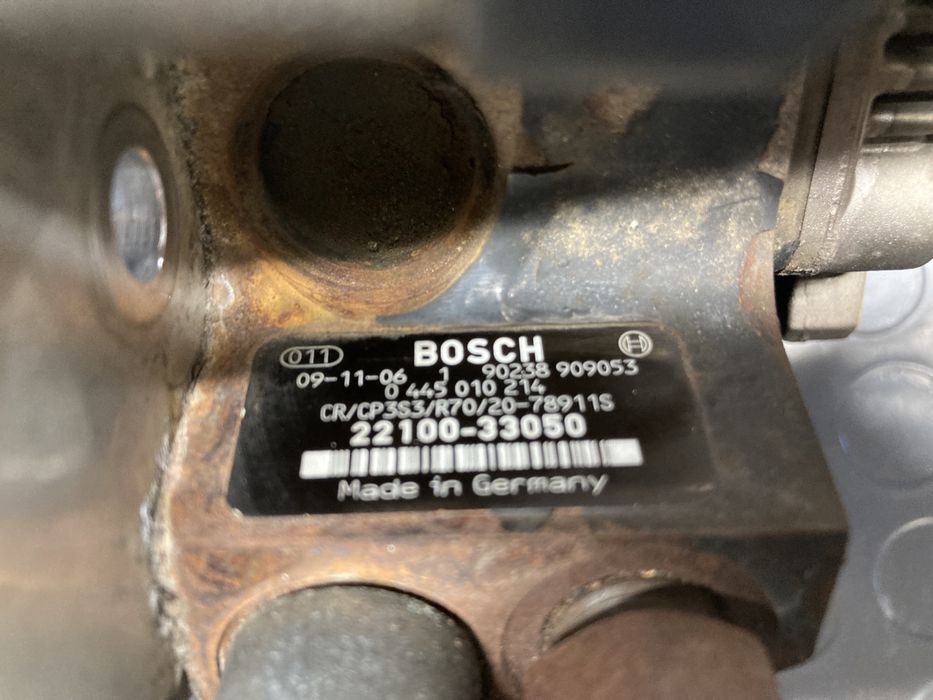 011 BOSCH
09-11-06 1 90238 909053
0 445 010 214
CR/CP3S3/R70/20-78911S
22100-33050
Made in Germany